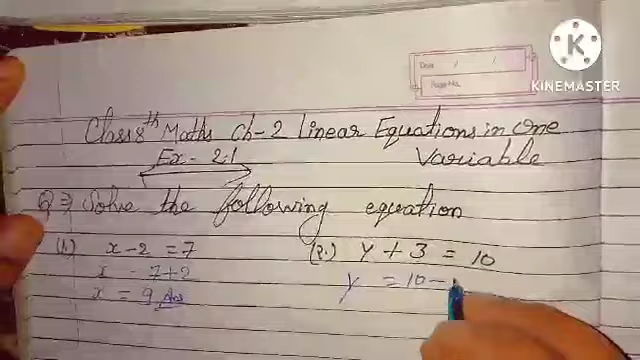 Date / /
Page No.
KINEMASTER
Class 8th Maths Ch-2 Linear Equations in One
Variable
Ex - 2.1
Q ⇒ Solve the following equation
(1.) x - 2 = 7
x = 7+2
x = 9 Ans
(2.) y + 3 = 10
y = 10 -